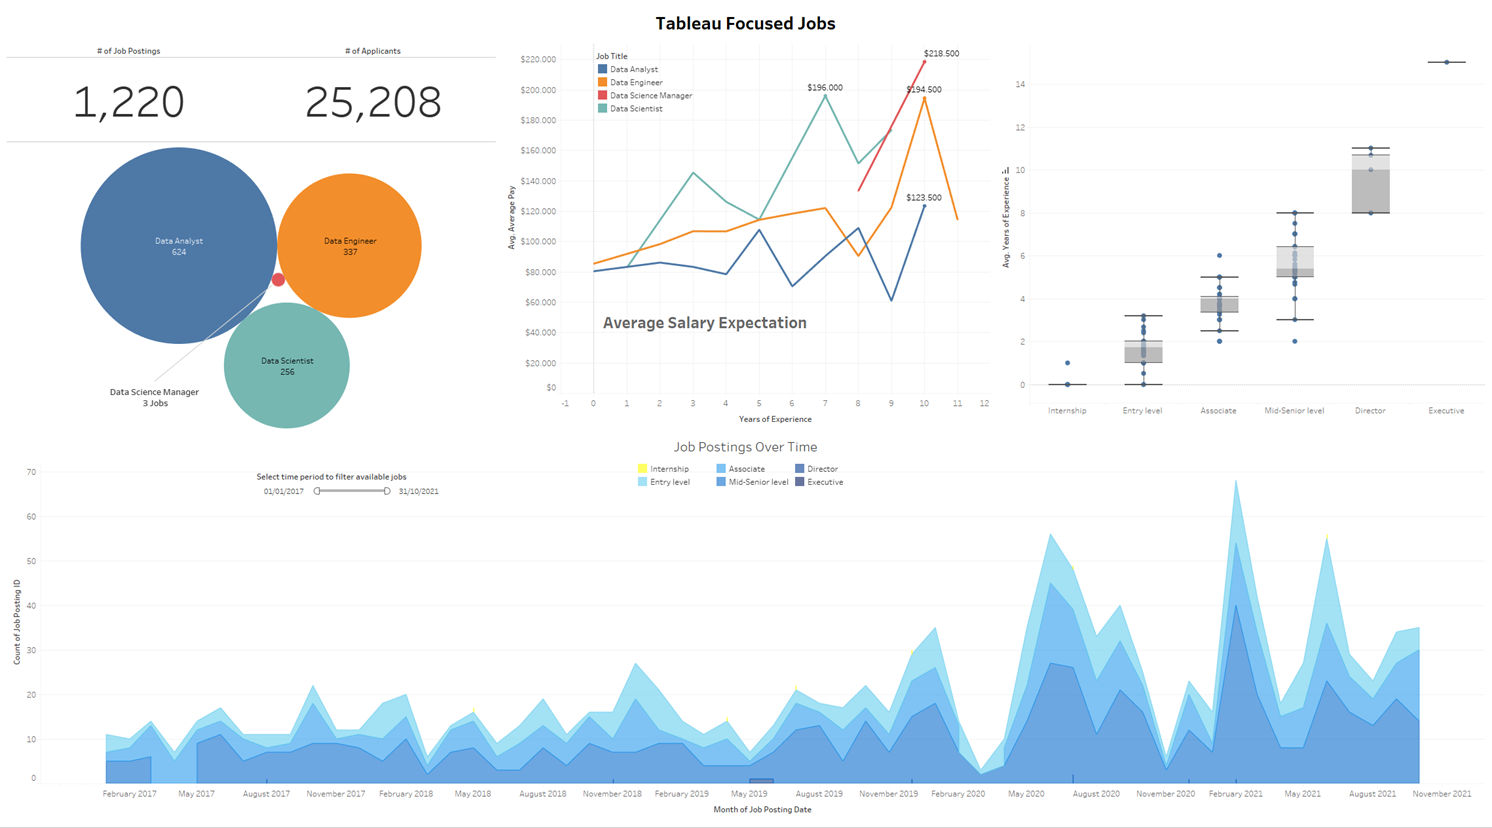 Tableau Focused Jobs
# of Job Postings
# of Applicants
1,220
25,208
Data Analyst
624
Data Engineer
337
Data Scientist
256
Data Science Manager
3 Jobs
Job Title
Data Analyst
Data Engineer
Data Science Manager
Data Scientist
$218.500
$196.000
$194.500
$123.500
Avg. Average Pay
$220.000
$200.000
$180.000
$160.000
$140.000
$120.000
$100.000
$80.000
$60.000
$40.000
$20.000
$0
Average Salary Expectation
-1 0 1 2 3 4 5 6 7 8 9 10 11 12
Years of Experience
Avg. Years of Experience
14
12
10
8
6
4
2
0
Internship Entry level Associate Mid-Senior level Director Executive
Job Postings Over Time
Internship Associate Director
Entry level Mid-Senior level Executive
Select time period to filter available jobs
01/01/2017 31/10/2021
Count of Job Posting ID
70
60
50
40
30
20
10
0
February 2017 May 2017 August 2017 November 2017 February 2018 May 2018 August 2018 November 2018 February 2019 May 2019 August 2019 November 2019 February 2020 May 2020 August 2020 November 2020 February 2021 May 2021 August 2021 November 2021
Month of Job Posting Date